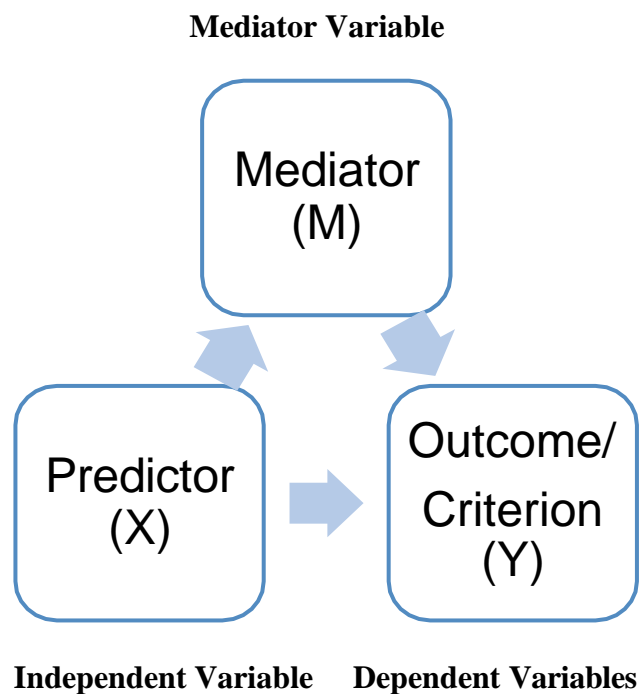 Mediator Variable
Mediator
(M)
Predictor
(X)
Outcome/
Criterion
(Y)
Independent Variable
Dependent Variables